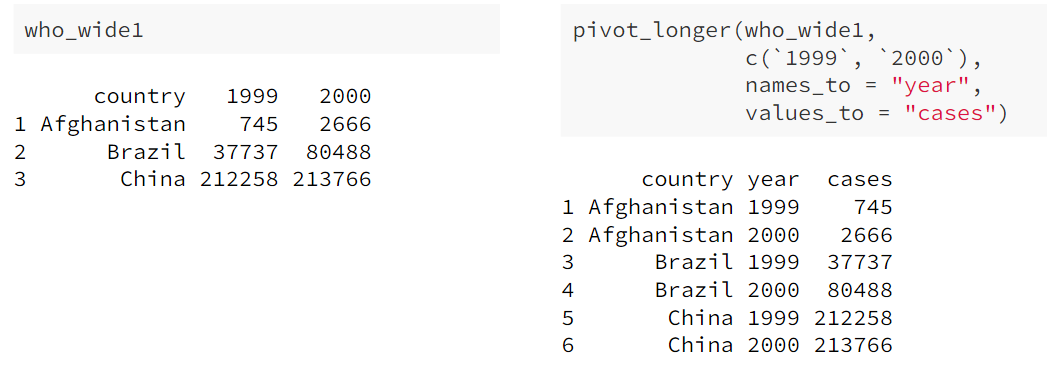 who_wide1
     country   1999   2000
1 Afghanistan    745   2666
2      Brazil  37737  80488
3       China 212258 213766
pivot_longer(who_wide1,
             c(`1999`, `2000`),
             names_to = "year",
             values_to = "cases")
      country year  cases
1 Afghanistan 1999    745
2 Afghanistan 2000   2666
3      Brazil 1999  37737
4      Brazil 2000  80488
5       China 1999 212258
6       China 2000 213766